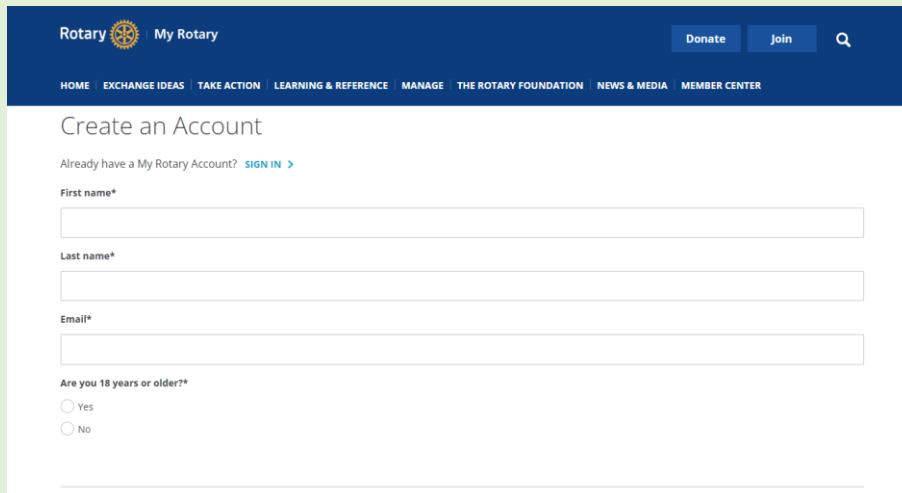 Rotary | My Rotary
Donate
Join
HOME | EXCHANGE IDEAS | TAKE ACTION | LEARNING & REFERENCE | MANAGE | THE ROTARY FOUNDATION | NEWS & MEDIA | MEMBER CENTER
Create an Account
Already have a My Rotary Account? SIGN IN >
First name*
Last name*
Email*
Are you 18 years or older?*
Yes
No